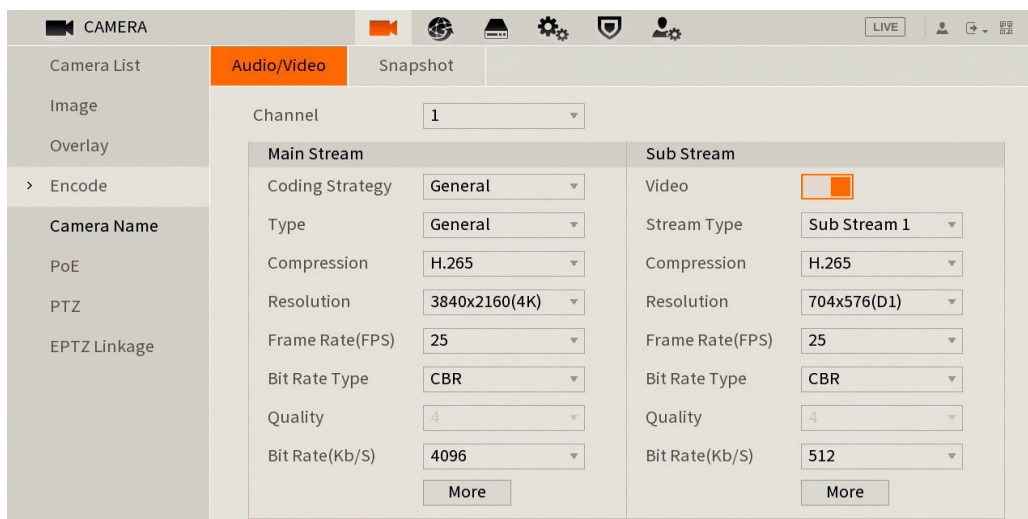 CAMERA
LIVE
Camera List
Image
Overlay
> Encode
Camera Name
PoE
PTZ
EPTZ Linkage
Audio/Video Snapshot
Channel 1
Main Stream Sub Stream
Coding Strategy General Video
Type General Stream Type Sub Stream 1
Compression H.265 Compression H.265
Resolution 3840x2160(4K) Resolution 704x576(D1)
Frame Rate(FPS) 25 Frame Rate(FPS) 25
Bit Rate Type CBR Bit Rate Type CBR
Quality 4 Quality 4
Bit Rate(Kb/S) 4096 Bit Rate(Kb/S) 512
More More